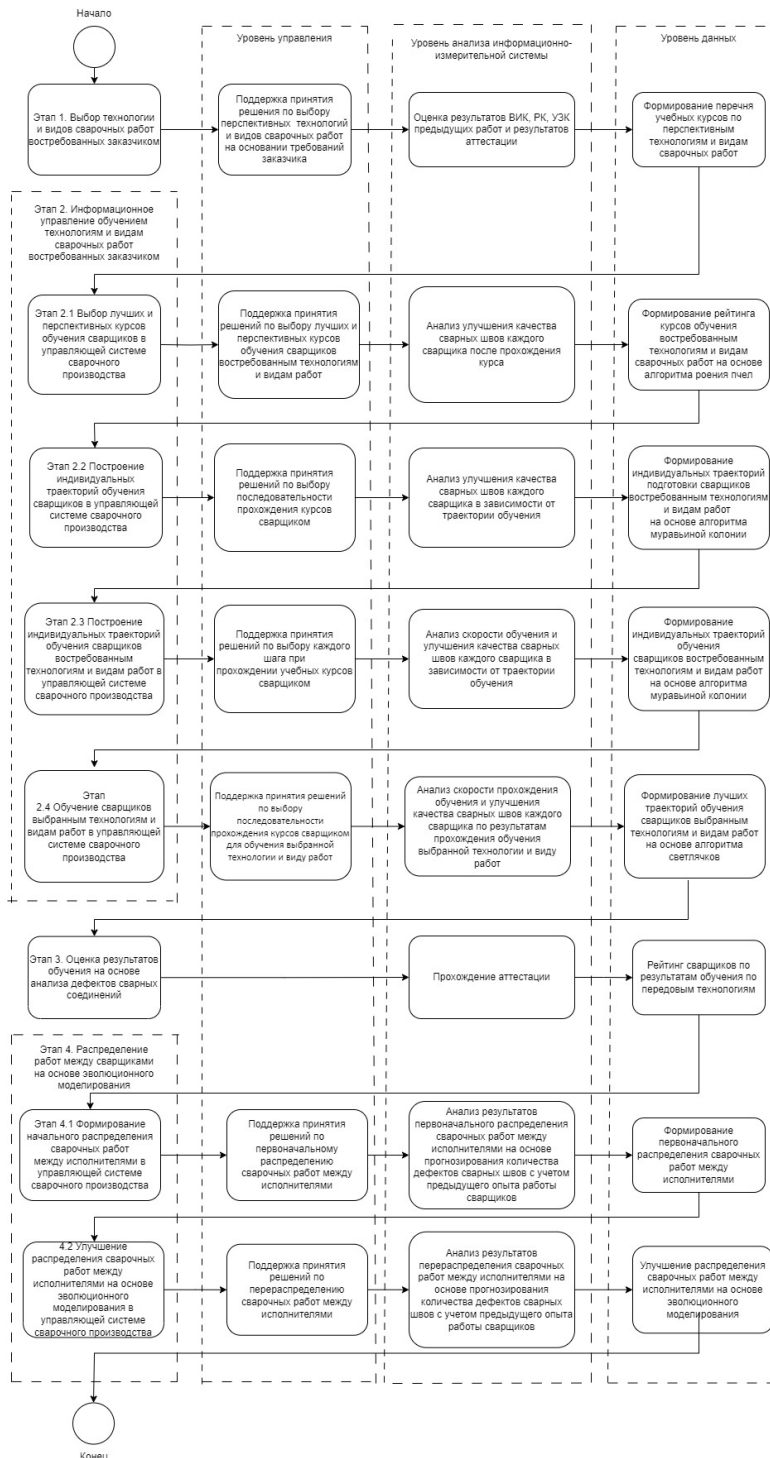 Начало
Уровень управления
Уровень анализа информационно-
измерительной системы
Уровень данных
Этап 1. Выбор технологии
и видов сварочных работ
востребованных заказчиком
Поддержка принятия
решения по выбору
перспективных технологий
и видов сварочных работ
на основании требований
заказчика
Оценка результатов ВИК, РК, УЗК
предыдущих работ и результатов
аттестации
Формирование перечня
учебных курсов по
перспективным
технологиям и видам
сварочных работ
Этап 2. Информационное
управление обучением
технологиям и видам
сварочных работ
востребованных заказчиком
Этап 2.1 Выбор лучших и
перспективных курсов
обучения сварщиков в
управляющей системе
сварочного
производства
Поддержка принятия
решений по выбору лучших и
перспективных курсов
обучения сварщиков
востребованным технологиям
и видам работ
Анализ улучшения качества
сварных швов каждого
сварщика после прохождения
курса
Формирование рейтинга
курсов обучения
востребованным
технологиям и видам
сварочных работ на основе
алгоритма роения пчел
Этап 2.2 Построение
индивидуальных
траекторий обучения
сварщиков в управляющей
системе сварочного
производства
Поддержка принятия
решений по выбору
последовательности
прохождения курсов
сварщиком
Анализ улучшения качества
сварных швов каждого
сварщика в зависимости от
траектории обучения
Формирование
индивидуальных траекторий
подготовки сварщиков
востребованным технологиям
и видам работ
на основе алгоритма
муравьиной колонии
Этап 2.3 Построение
индивидуальных траекторий
обучения сварщиков
востребованным
технологиям и видам работ в
управляющей системе
сварочного производства
Поддержка принятия
решений по выбору каждого
шага при
прохождении учебных курсов
сварщиком
Анализ скорости обучения и
улучшения качества сварных
швов каждого сварщика в
зависимости от траектории
обучения
Формирование
индивидуальных траекторий
обучения
сварщиков востребованным
технологиям и видам работ
на основе алгоритма
муравьиной колонии
Этап
2.4 Обучение сварщиков
выбранным технологиям и
видам работ в управляющей
системе сварочного
производства
Поддержка принятия решений
по выбору
последовательности
прохождения курсов сварщиком
для обучения выбранной
технологии и виду работ
Анализ скорости прохождения
обучения и улучшения
качества сварных швов каждого
сварщика по результатам
прохождения обучения
выбранной технологии и виду
работ
Формирование лучших
траекторий обучения
сварщиков выбранным
технологиям и видам работ
на основе алгоритма
светлячков
Этап 3. Оценка результатов
обучения на основе
анализа дефектов сварных
соединений
Прохождение аттестации
Рейтинг сварщиков по
результатам обучения по
передовым технологиям
Этап 4. Распределение
работ между сварщиками
на основе эволюционного
моделирования
Этап 4.1 Формирование
начального распределения
сварочных работ
между исполнителями в
управляющей системе
сварочного производства
Поддержка принятия
решений по
первоначальному
распределению
сварочных работ между
исполнителями
Анализ результатов
первоначального распределения
сварочных работ между
исполнителями на основе
прогнозирования количества
дефектов сварных швов с учетом
предыдущего опыта работы
сварщиков
Формирование
первоначального
распределения сварочных
работ между
исполнителями
4.2 Улучшение
распределения сварочных
работ между
исполнителями на основе
эволюционного
моделирования в
управляющей системе
сварочного производства
Поддержка принятия
решений по
перераспределению
сварочных работ между
исполнителями
Анализ результатов
перераспределения сварочных
работ между исполнителями на
основе прогнозирования
количества дефектов сварных
швов с учетом предыдущего опыта
работы сварщиков
Улучшение распределения
сварочных работ между
исполнителями на основе
эволюционного
моделирования
Конец